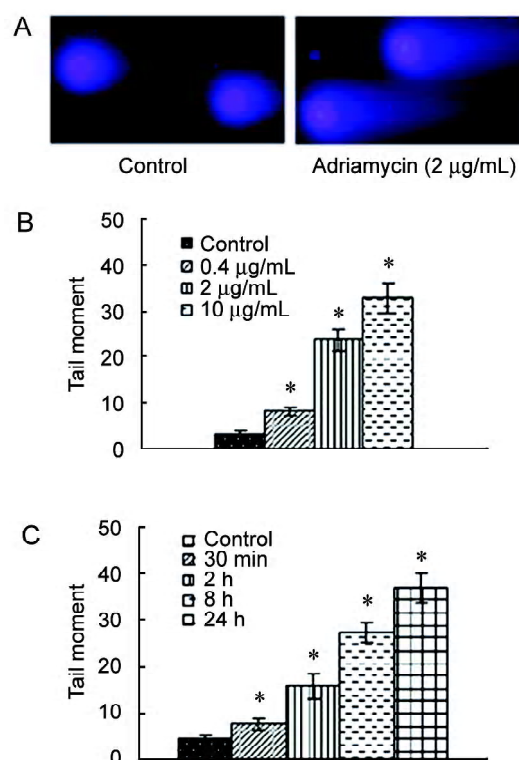 A
Control Adriamycin (2 μg/mL)
B
50
40
30
20
10
0
Tail moment
Control
0.4 μg/mL
2 μg/mL
10 μg/mL
*
*
*
C
50
40
30
20
10
0
Tail moment
Control
30 min
2 h
8 h
24 h
*
*
*
*